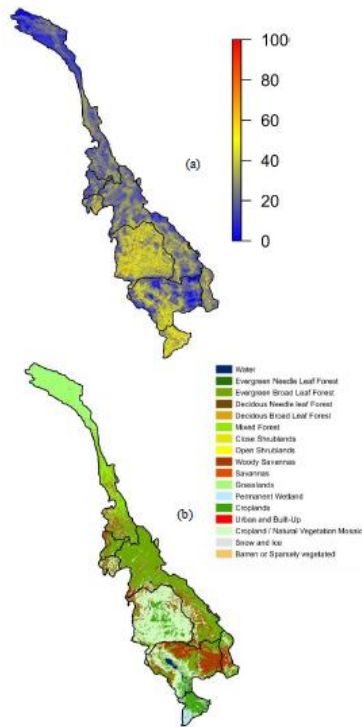 100
80
(a)
60
40
20
0
Water
Evergreen Needle Leaf Forest
Evergreen Broad Leaf Forest
Decidous Needle leaf Forest
Decidous Broad Leaf Forest
Mixed Forest
Close Shrublands
Open Shrublands
Woody Savannas
Savannas
Grasslands
Permanent Wetland
(b)
Croplands
Urban and Built-Up
Cropland / Natural Vegetation Mosaic
Snow and Ice
Barren or Sparsely vegetated